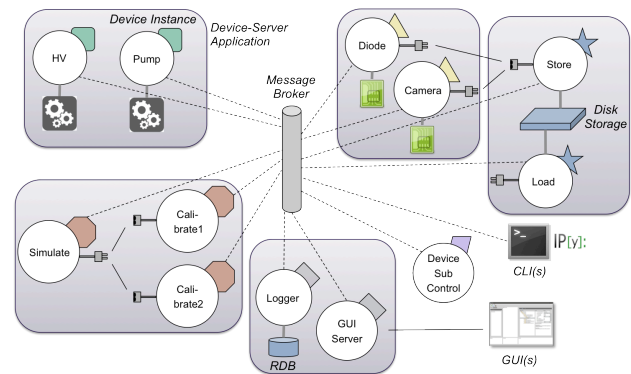 Device Instance
Device-Server
Application
HV
Pump
Message
Broker
Diode
Camera
Store
Disk
Storage
Load
Simulate
Cali-
brate1
Cali-
brate2
Logger
RDB
GUI
Server
Device
Sub
Control
>_
IP[y]:
CLI(s)
GUI(s)